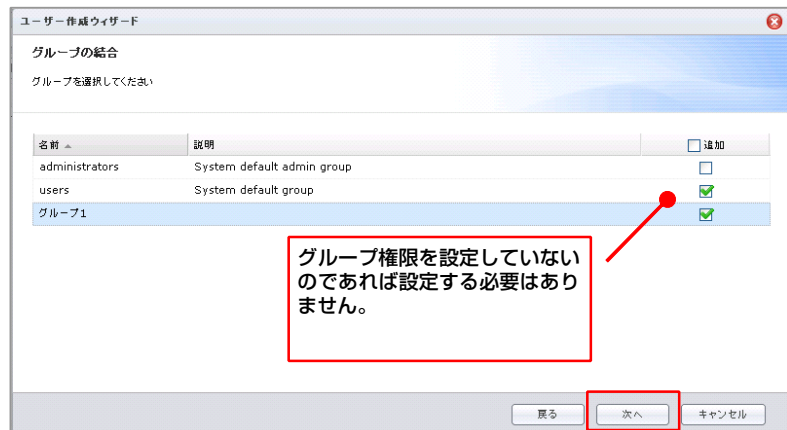 ユーザー作成ウィザード
グループの結合
グループを選択してください
名前 説明 追加
administrators System default admin group
users System default group
グループ1
グループ権限を設定していない
のであれば設定する必要はあり
ません。
戻る 次へ キャンセル